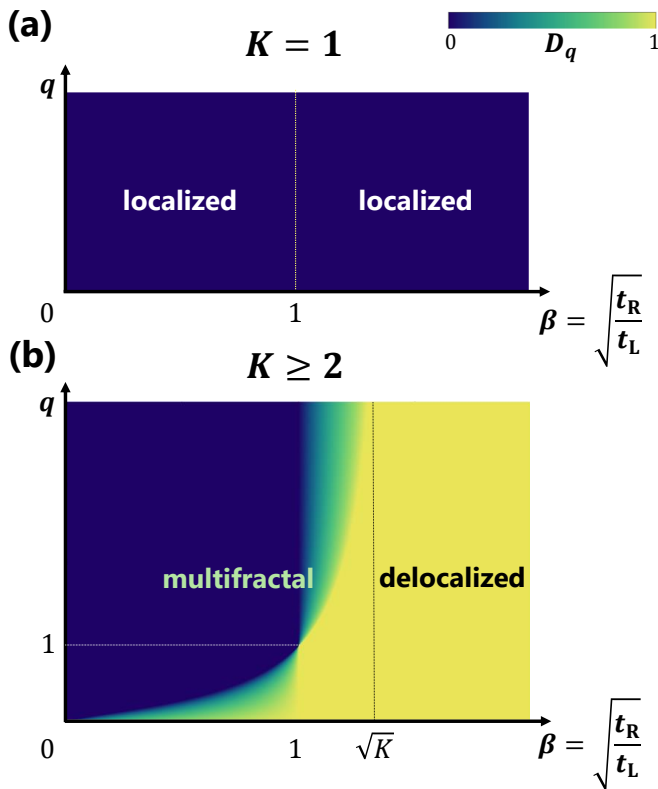 (a)
K = 1
0 D_q 1
q
localized localized
0 1 β = √(t_R/t_L)
(b)
K ≥ 2
q
multifractal delocalized
1
0 1 √K β = √(t_R/t_L)